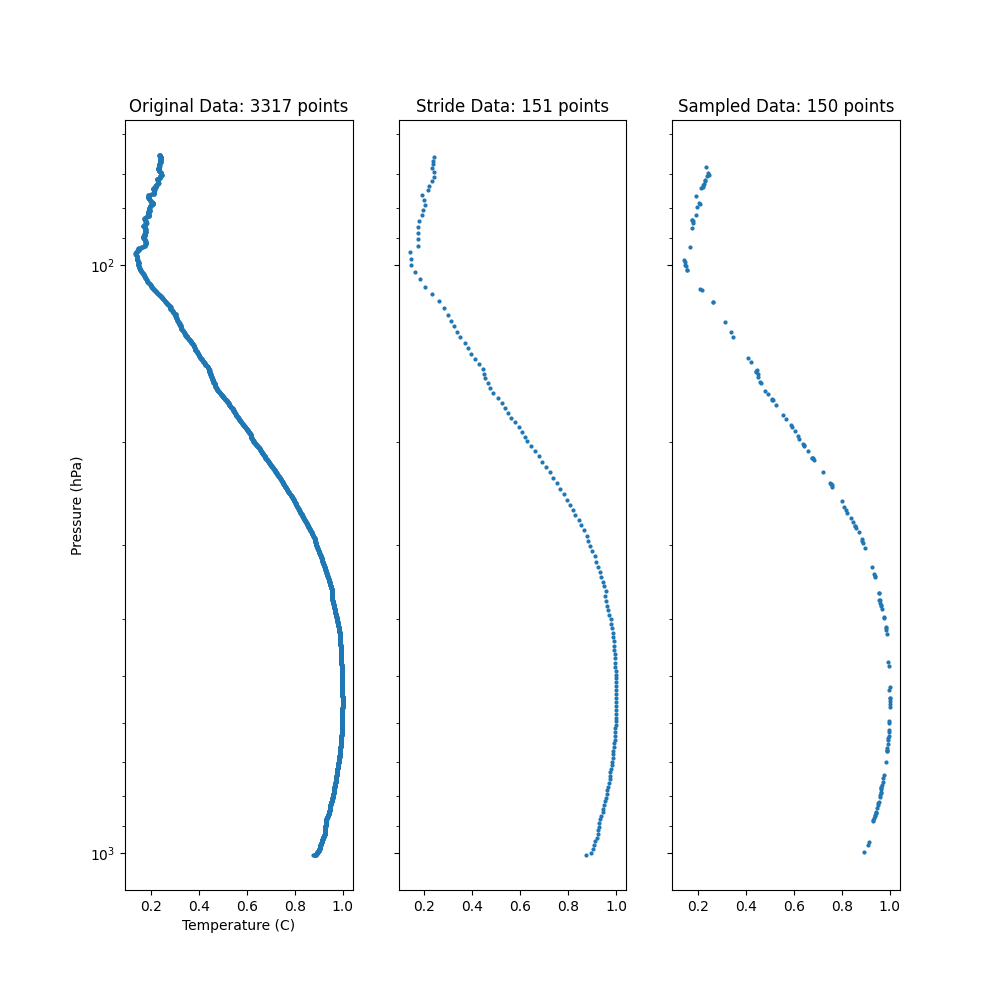 Original Data: 3317 points
Stride Data: 151 points
Sampled Data: 150 points
10²
10³
Pressure (hPa)
0.2 0.4 0.6 0.8 1.0
0.2 0.4 0.6 0.8 1.0
0.2 0.4 0.6 0.8 1.0
Temperature (C)